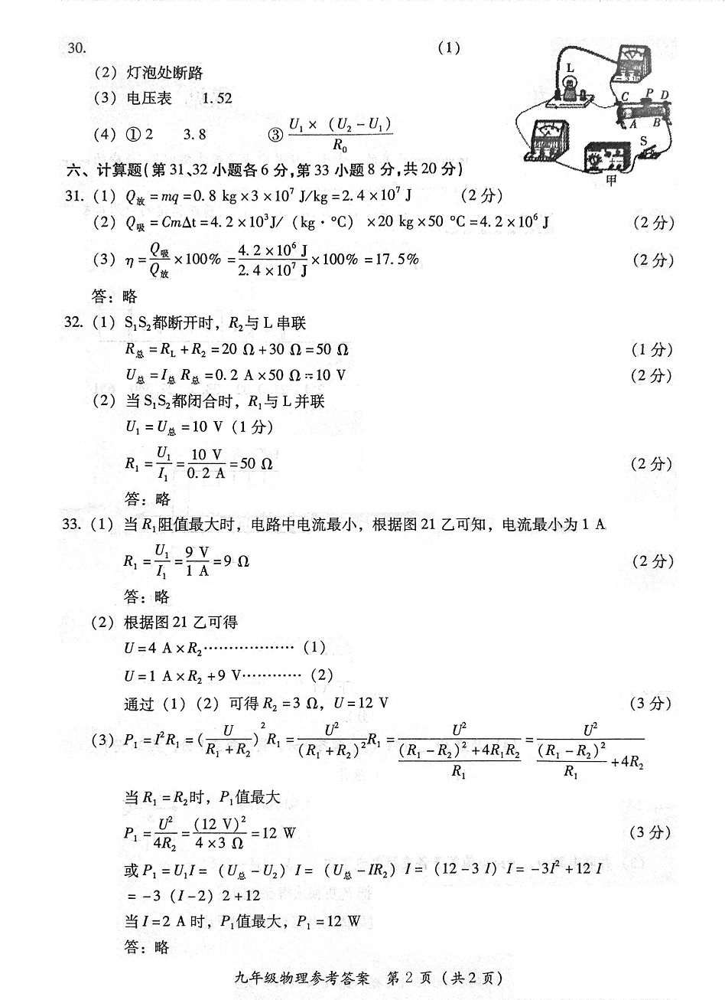 30. (1)
(2) 灯泡处断路
(3) 电压表 1.52
(4) ① 2 3.8 ③ U₁×(U₂-U₁)/R₀
L
C P D
A B
S
甲
六、计算题(第31、32小题各6分,第33小题8分,共20分)
31. (1) Q放=mq=0.8 kg×3×10⁷ J/kg=2.4×10⁷ J (2分)
(2) Q吸=CmΔt=4.2×10³J/(kg·℃)×20 kg×50 ℃=4.2×10⁶ J (2分)
(3) η=Q吸/Q放×100%=4.2×10⁶ J/2.4×10⁷ J×100%=17.5% (2分)
答:略
32. (1) S₁S₂都断开时,R₂与L串联
R总=R_L+R₂=20 Ω+30 Ω=50 Ω (1分)
U总=I总R总=0.2 A×50 Ω=10 V (2分)
(2) 当S₁S₂都闭合时,R₁与L并联
U₁=U总=10 V(1分)
R₁=U₁/I₁=10 V/0.2 A=50 Ω (2分)
答:略
33. (1) 当R₁阻值最大时,电路中电流最小,根据图21乙可知,电流最小为1 A
R₁=U₁/I₁=9 V/1 A=9 Ω (2分)
答:略
(2) 根据图21乙可得
U=4 A×R₂………………(1)
U=1 A×R₂+9 V…………(2)
通过(1)(2)可得R₂=3 Ω,U=12 V (3分)
(3) P₁=I²R₁=(U/(R₁+R₂))²R₁=U²/(R₁+R₂)²R₁=U²/(((R₁-R₂)²+4R₁R₂)/R₁)=U²/((R₁-R₂)²/R₁+4R₂)
当R₁=R₂时,P₁值最大
P₁=U²/4R₂=(12 V)²/(4×3 Ω)=12 W (3分)
或P₁=U₁I=(U总-U₂)I=(U总-IR₂)I=(12-3I)I=-3I²+12I
=-3(I-2)2+12
当I=2 A时,P₁值最大,P₁=12 W
答:略
九年级物理参考答案 第2页(共2页)